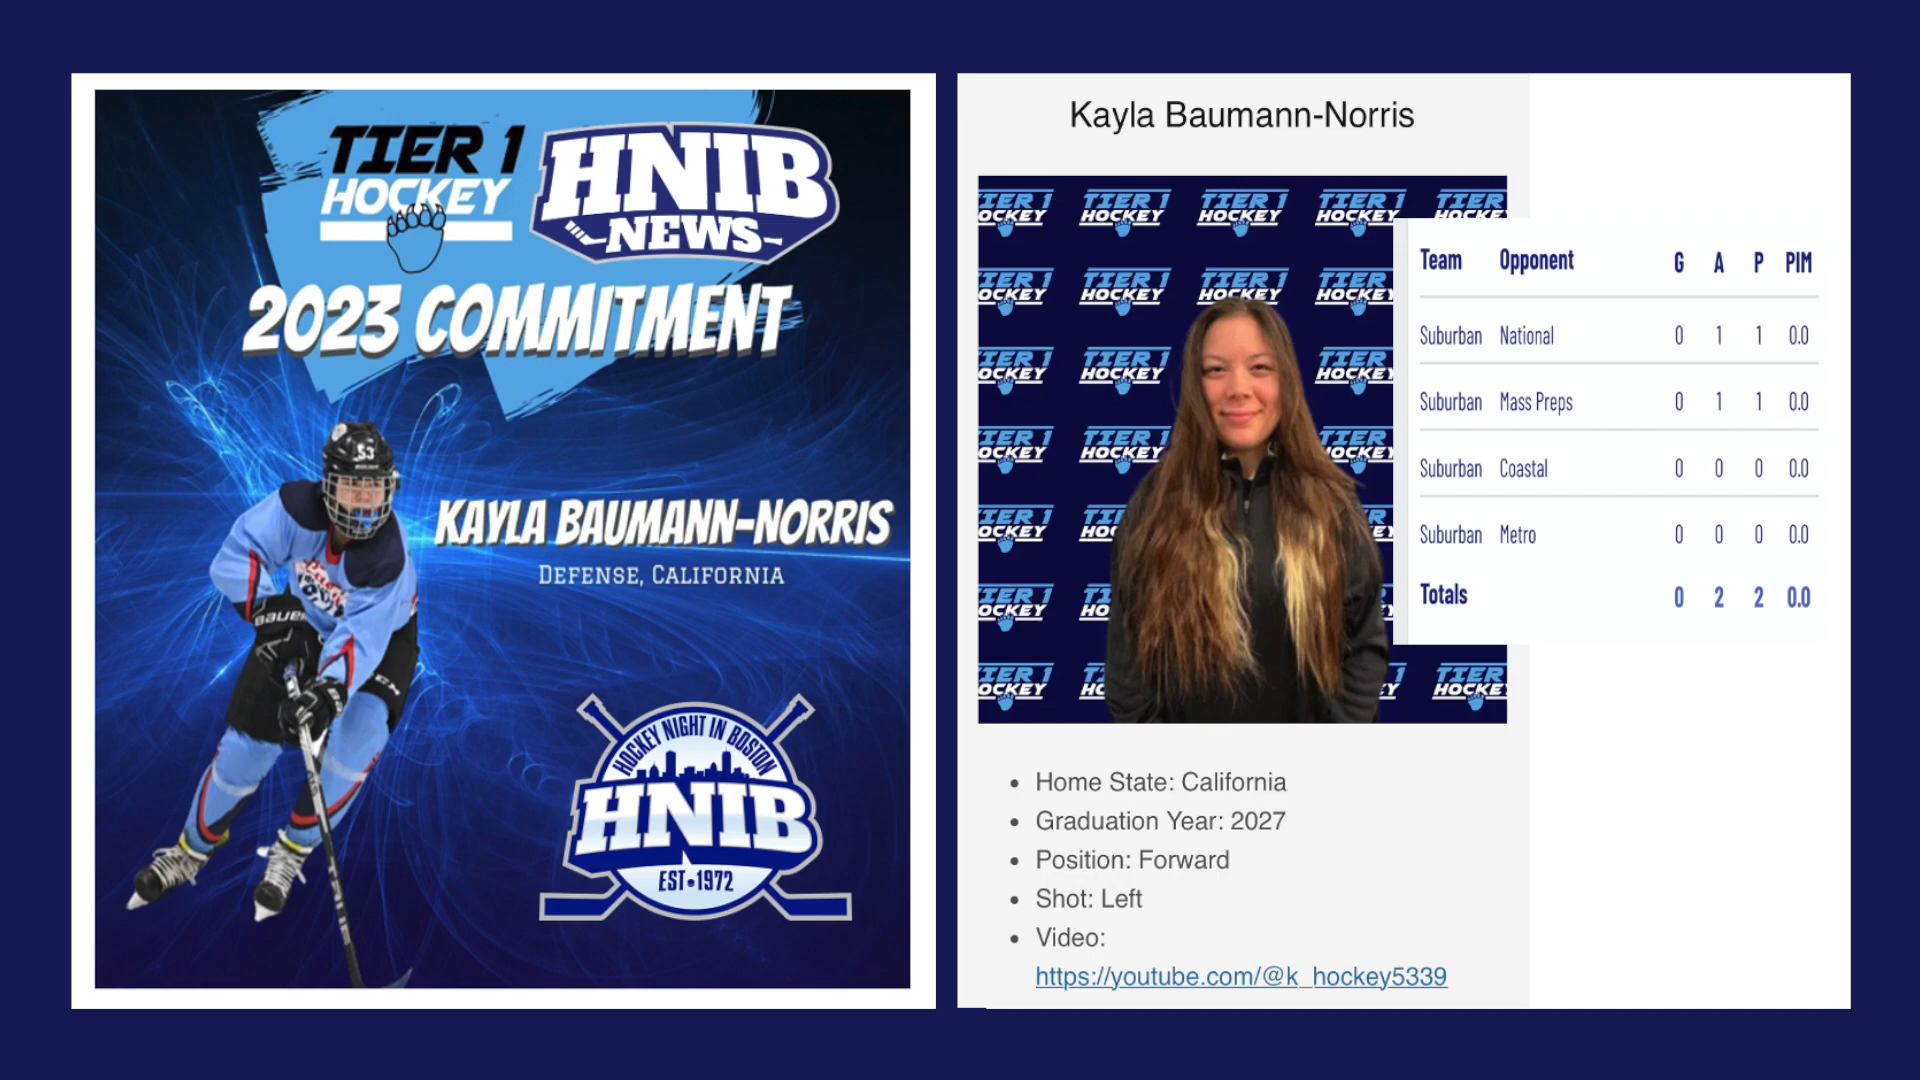 TIER 1
HOCKEY
HNIB
NEWS
2023 COMMITMENT
53
BAUER
KAYLA BAUMANN-NORRIS
DEFENSE, CALIFORNIA
CCM
HOCKEY NIGHT IN BOSTON
HNIB
EST•1972
Kayla Baumann-Norris
TIER 1
HOCKEY
Team Opponent G A P PIM
Suburban National 0 1 1 0.0
Suburban Mass Preps 0 1 1 0.0
Suburban Coastal 0 0 0 0.0
Suburban Metro 0 0 0 0.0
Totals 0 2 2 0.0
• Home State: California
• Graduation Year: 2027
• Position: Forward
• Shot: Left
• Video:
https://youtube.com/@k_hockey5339